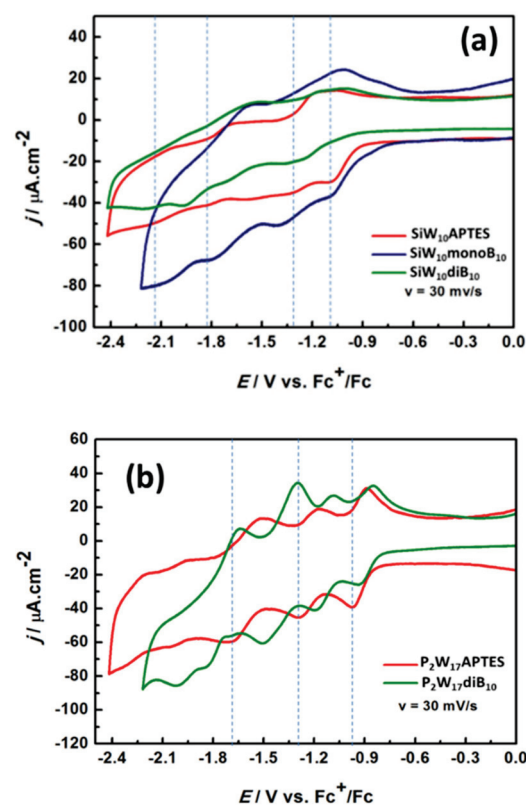 (a)
40
20
0
-20
-40
-60
-80
-100
j/ μA.cm⁻²
SiW₁₀APTES
SiW₁₀monoB₁₀
SiW₁₀diB₁₀
ν = 30 mv/s
-2.4 -2.1 -1.8 -1.5 -1.2 -0.9 -0.6 -0.3 0.0
E/ V vs. Fc⁺/Fc
(b)
60
40
20
0
-20
-40
-60
-80
-100
-120
j/ μA.cm⁻²
P₂W₁₇APTES
P₂W₁₇diB₁₀
ν = 30 mv/s
-2.4 -2.1 -1.8 -1.5 -1.2 -0.9 -0.6 -0.3 0.0
E/ V vs. Fc⁺/Fc